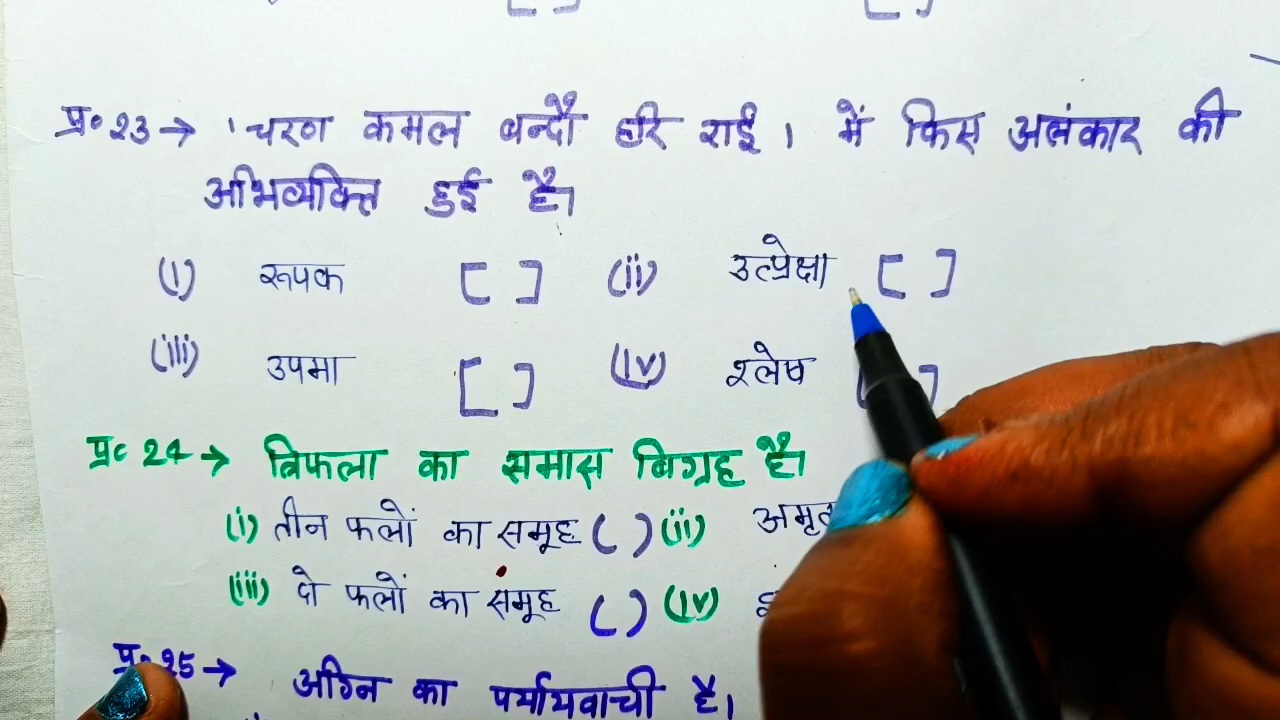 [ ] [ ]
प्र॰ 23 → 'चरण कमल बन्दौ हरि राई। में किस अलंकार की
अभिव्यक्ति हुई है।
(i) रूपक [ ] (ii) उत्प्रेक्षा [ ]
(iii) उपमा [ ] (iv) श्लेष [ ]
प्र॰ 24 → त्रिफला का समास बिग्रह है।
(i) तीन फलों का समूह ( ) (ii)
(iii) दो फलों का समूह ( ) (iv)
प्र॰ 25 → अग्नि का पर्यायवाची है।